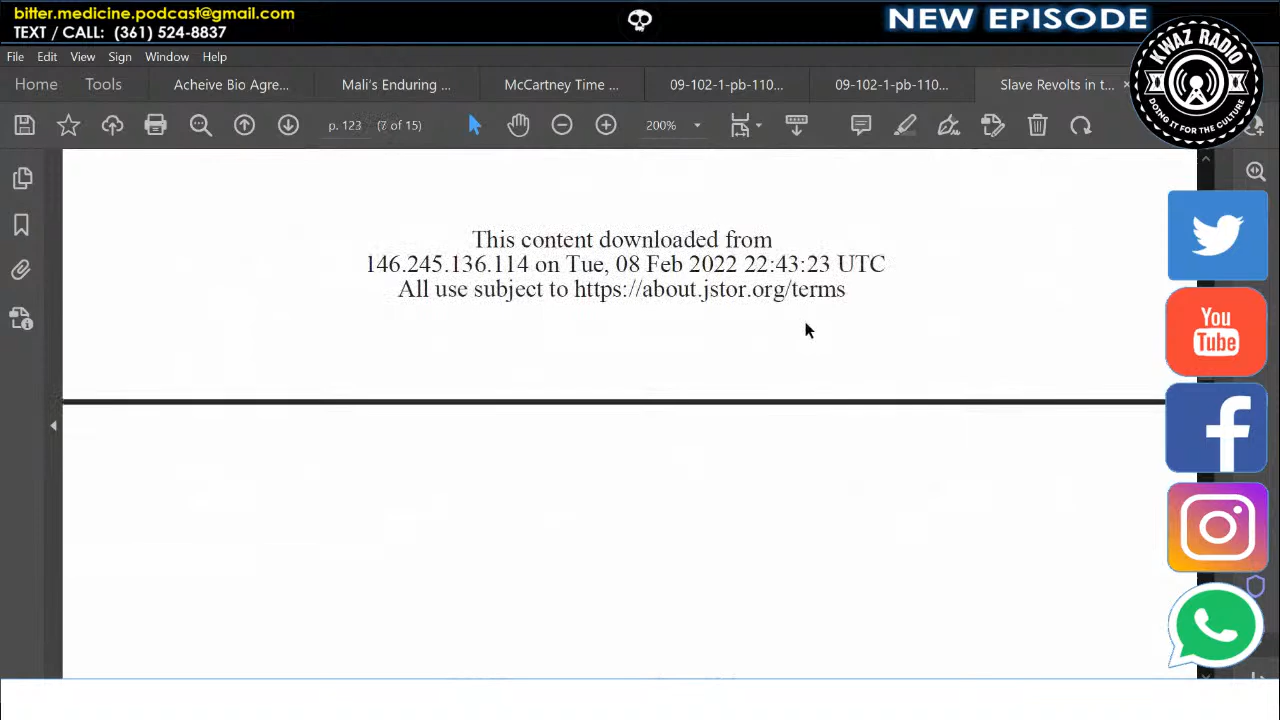 bitter.medicine.podcast@gmail.com
TEXT / CALL: (361) 524-8837
NEW EPISODE
KWAZ RADIO
DOING IT FOR THE CULTURE
File Edit View Sign Window Help
Home Tools Acheive Bio Agre... Mali's Enduring ... McCartney Time ... 09-102-1-pb-110... 09-102-1-pb-110... Slave Revolts in t... ×
p. 123 (7 of 15) 200%
This content downloaded from
146.245.136.114 on Tue, 08 Feb 2022 22:43:23 UTC
All use subject to https://about.jstor.org/terms
You
Tube